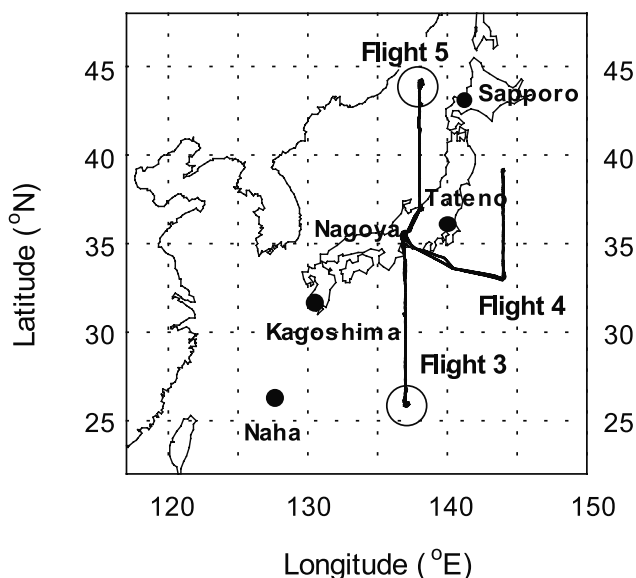 Flight 5
45
45
Sapporo
40
40
Tateno
Nagoya
35
35
Flight 4
30
30
Kagoshima
Flight 3
25
25
Naha
120
130
140
150
Latitude (°N)
Longitude (°E)